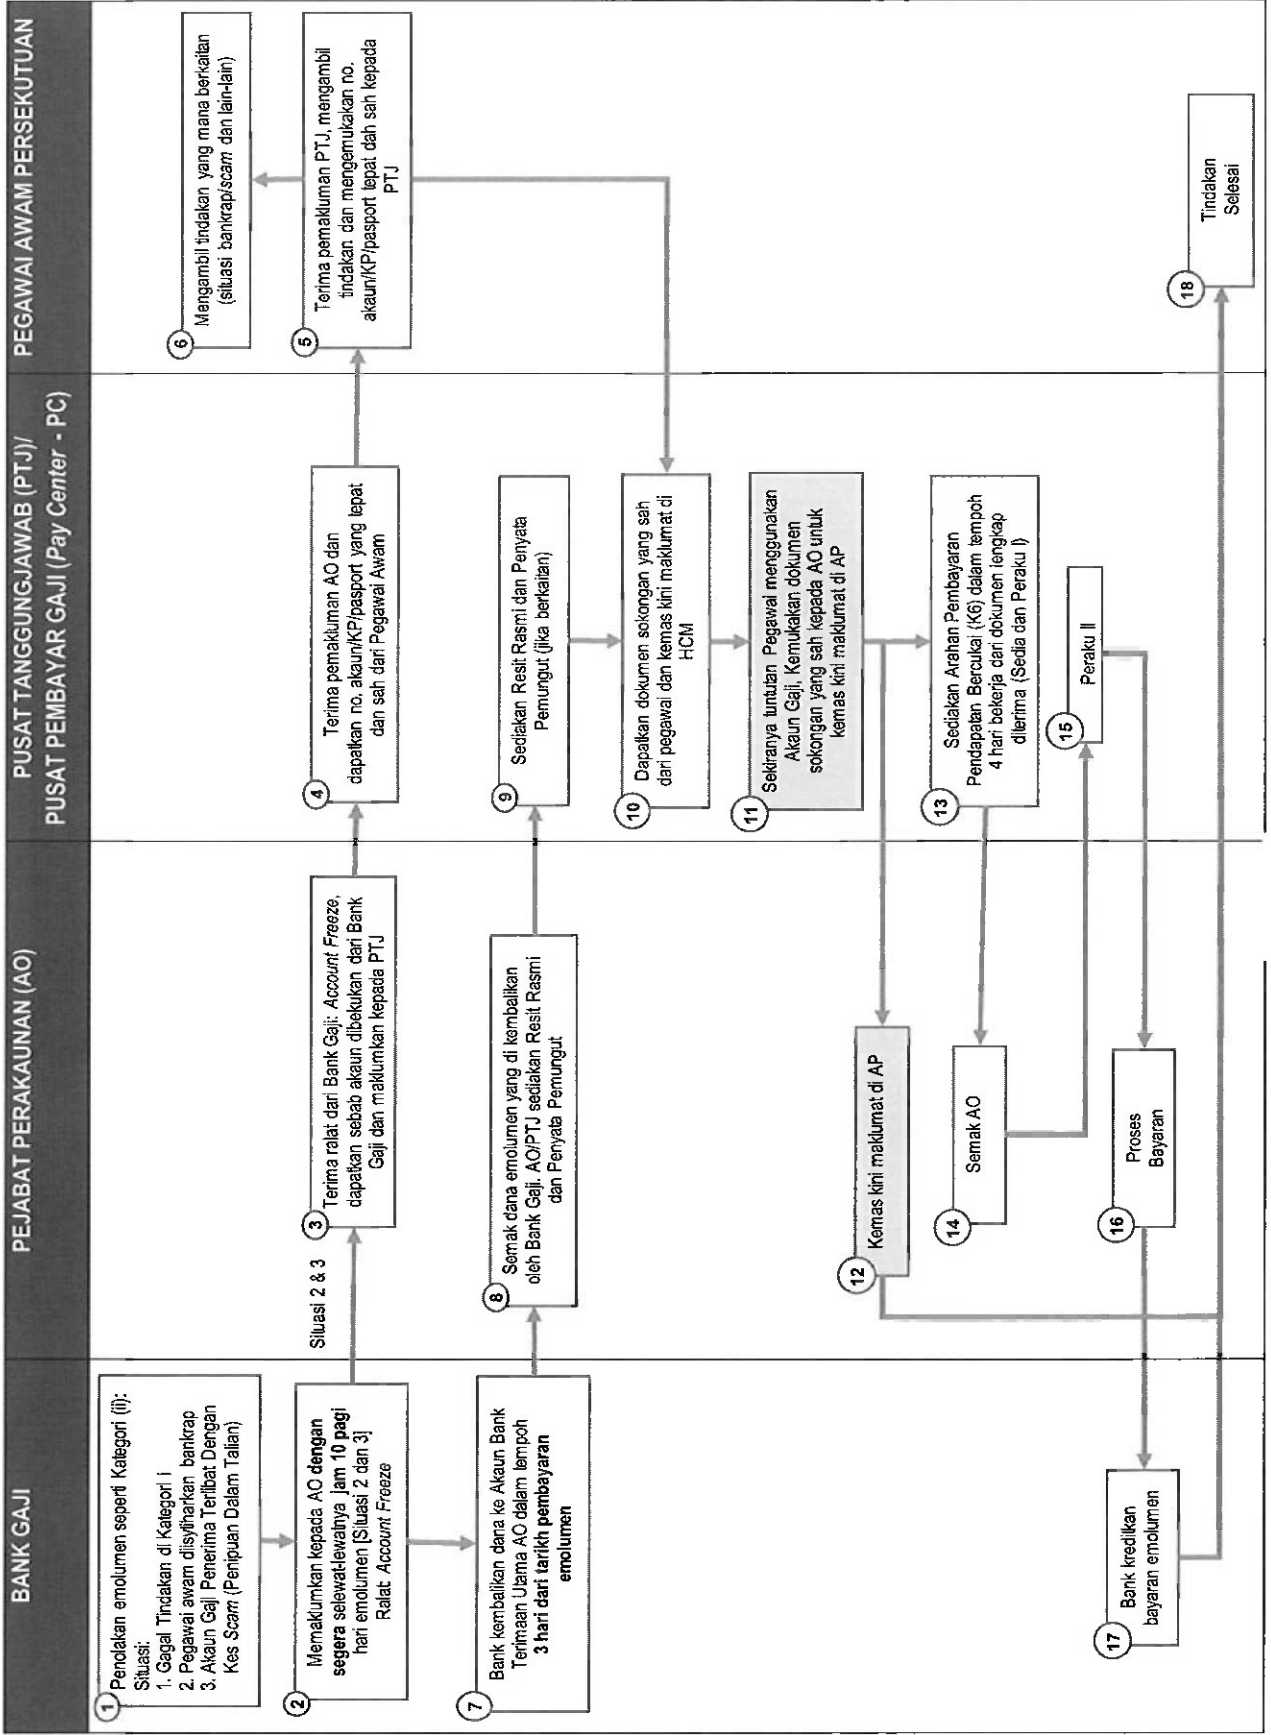 BANK GAJI
PEJABAT PERAKAUNAN (AO)
PUSAT TANGGUNGJAWAB (PTJ)/
PUSAT PEMBAYAR GAJI (Pay Center - PC)
PEGAWAI AWAM PERSEKUTUAN
1
Penolakan emolumen seperti Kategori (ii):
Situasi:
1. Gagal Tindakan di Kategori i
2. Pegawai awam diisytiharkan bankrap
3. Akaun Gaji Penerima Terlibat Dengan
Kes Scam (Penipuan Dalam Talian)
2
Memaklumkan kepada AO dengan
segera selewat-lewatnya jam 10 pagi
hari emolumen [Situasi 2 dan 3]
Ralat: Account Freeze
Situasi 2 & 3
3
Terima ralat dari Bank Gaji: Account Freeze,
dapatkan sebab akaun dibekukan dari Bank
Gaji dan maklumkan kepada PTJ
4
Terima pemakluman AO dan
dapatkan no. akaun/KP/pasport yang tepat
dan sah dari Pegawai Awam
5
Terima pemakluman PTJ, mengambil
tindakan dan mengemukakan no.
akaun/KP/pasport tepat dah sah kepada
PTJ
6
Mengambil tindakan yang mana berkaitan
(situasi bankrap/scam dan lain-lain)
7
Bank kembalikan dana ke Akaun Bank
Terimaan Utama AO dalam tempoh
3 hari dari tarikh pembayaran
emolumen
8
Semak dana emolumen yang di kembalikan
oleh Bank Gaji. AO/PTJ sediakan Resit Rasmi
dan Penyata Pemungut
9
Sediakan Resit Rasmi dan Penyata
Pemungut (jika berkaitan)
10
Dapatkan dokumen sokongan yang sah
dari pegawai dan kemas kini maklumat di
HCM
11
Sekiranya tuntutan Pegawai menggunakan
Akaun Gaji, Kemukakan dokumen
sokongan yang sah kepada AO untuk
kemas kini maklumat di AP
12
Kemas kini maklumat di AP
13
Sediakan Arahan Pembayaran
Pendapatan Bercukai (K6) dalam tempoh
4 hari bekerja dari dokumen lengkap
diterima (Sedia dan Peraku I)
14
Semak AO
15
Peraku II
16
Proses
Bayaran
17
Bank kreditkan
bayaran emolumen
18
Tindakan
Selesai